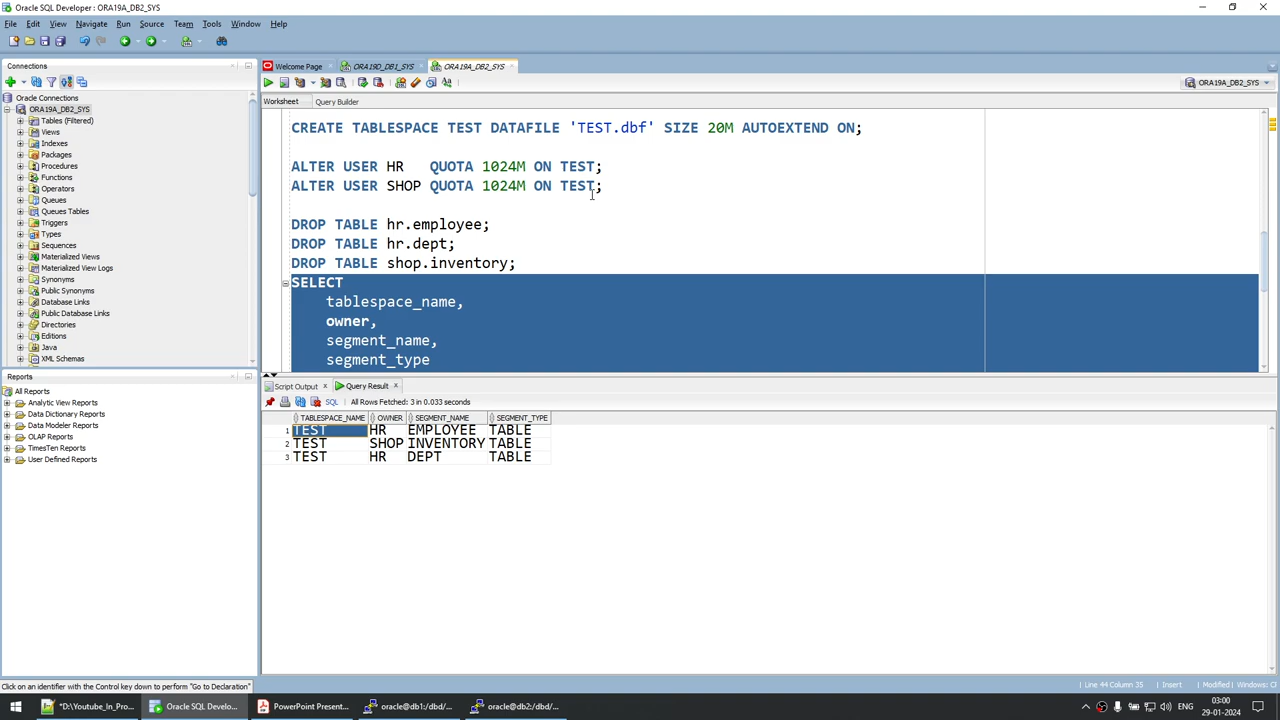 Oracle SQL Developer: ORA19A_DB2_SYS
File Edit View Navigate Run Source Team Tools Window Help
Connections
Welcome Page
ORA19D_DB1_SYS
ORA19A_DB2_SYS
ORA19A_DB2_SYS
Worksheet Query Builder
Oracle Connections
ORA19A_DB2_SYS
Tables (Filtered)
Views
Indexes
Packages
Procedures
Functions
Operators
Queues
Queues Tables
Triggers
Types
Sequences
Materialized Views
Materialized View Logs
Synonyms
Public Synonyms
Database Links
Public Database Links
Directories
Editions
Java
XML Schemas
CREATE TABLESPACE TEST DATAFILE 'TEST.dbf' SIZE 20M AUTOEXTEND ON;
ALTER USER HR QUOTA 1024M ON TEST;
ALTER USER SHOP QUOTA 1024M ON TEST;
DROP TABLE hr.employee;
DROP TABLE hr.dept;
DROP TABLE shop.inventory;
SELECT
tablespace_name,
owner,
segment_name,
segment_type
Reports
All Reports
Analytic View Reports
Data Dictionary Reports
Data Modeler Reports
OLAP Reports
TimesTen Reports
User Defined Reports
Script Output Query Result
SQL All Rows Fetched: 3 in 0.033 seconds
TABLESPACE_NAME OWNER SEGMENT_NAME SEGMENT_TYPE
1 TEST HR EMPLOYEE TABLE
2 TEST SHOP INVENTORY TABLE
3 TEST HR DEPT TABLE
Click on an identifier with the Control key down to perform "Go to Declaration"
Line 44 Column 35 Insert Modified Windows: C
*D:\Youtube_In_Pro...
Oracle SQL Develo...
PowerPoint Present...
oracle@db1:/dbd/...
oracle@db2:/dbd/...
ENG
03:00
29-01-2024